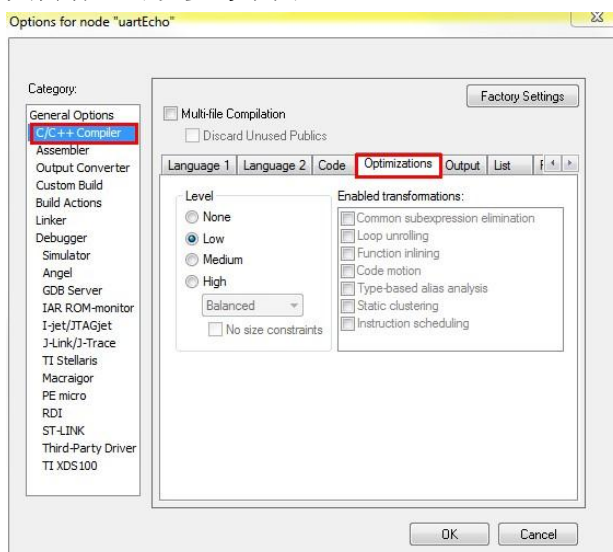 Options for node "uartEcho"
Category:
General Options
C/C++ Compiler
Assembler
Output Converter
Custom Build
Build Actions
Linker
Debugger
Simulator
Angel
GDB Server
IAR ROM-monitor
I-jet/JTAGjet
J-Link/J-Trace
TI Stellaris
Macraigor
PE micro
RDI
ST-LINK
Third-Party Driver
TI XDS100
Factory Settings
Multi-file Compilation
Discard Unused Publics
Language 1 Language 2 Code Optimizations Output List
Level
None
Low
Medium
High
Balanced
No size constraints
Enabled transformations:
Common subexpression elimination
Loop unrolling
Function inlining
Code motion
Type-based alias analysis
Static clustering
Instruction scheduling
OK Cancel